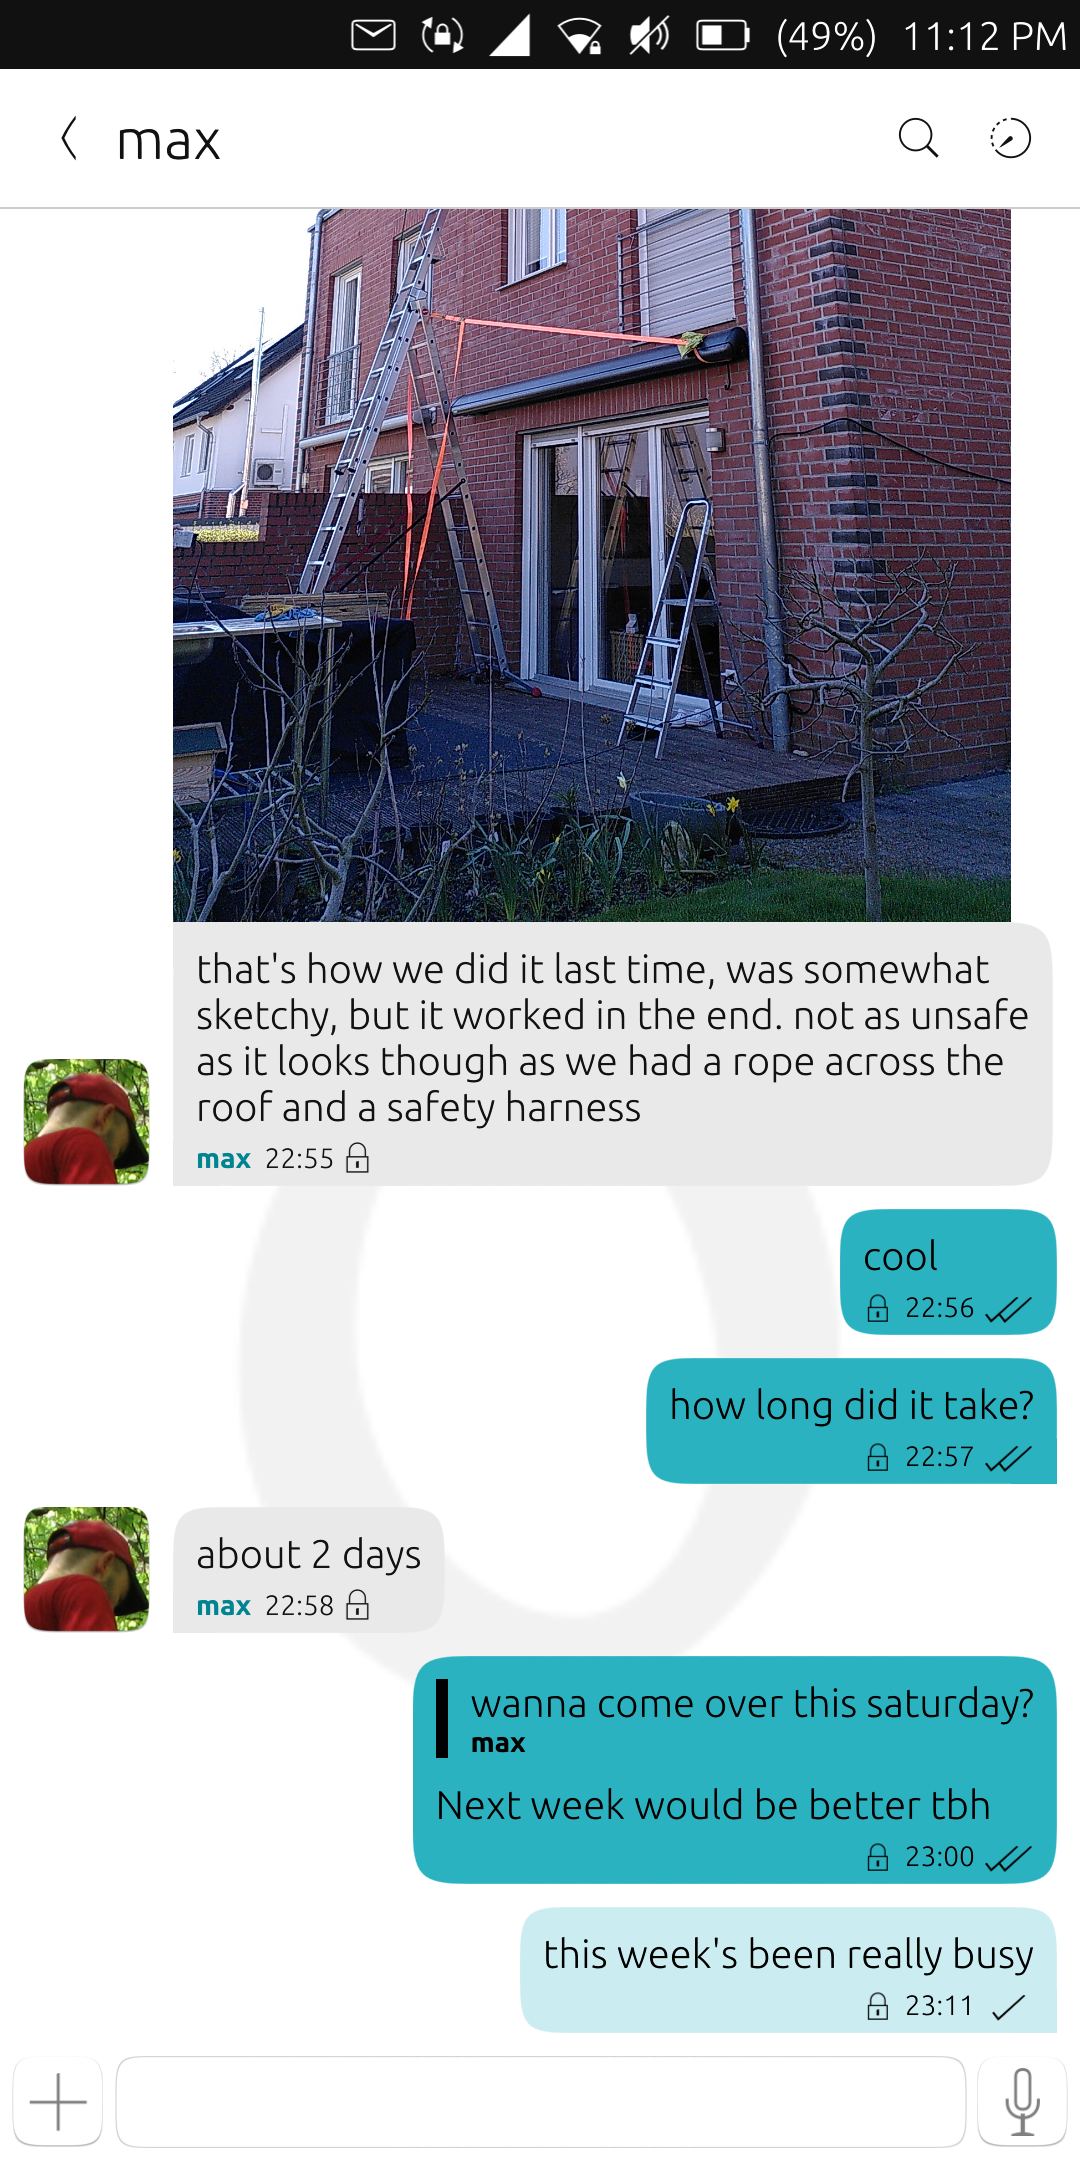 (49%) 11:12 PM
max
that's how we did it last time, was somewhat
sketchy, but it worked in the end. not as unsafe
as it looks though as we had a rope across the
roof and a safety harness
max 22:55
cool
22:56
how long did it take?
22:57
about 2 days
max 22:58
wanna come over this saturday?
max
Next week would be better tbh
23:00
this week's been really busy
23:11